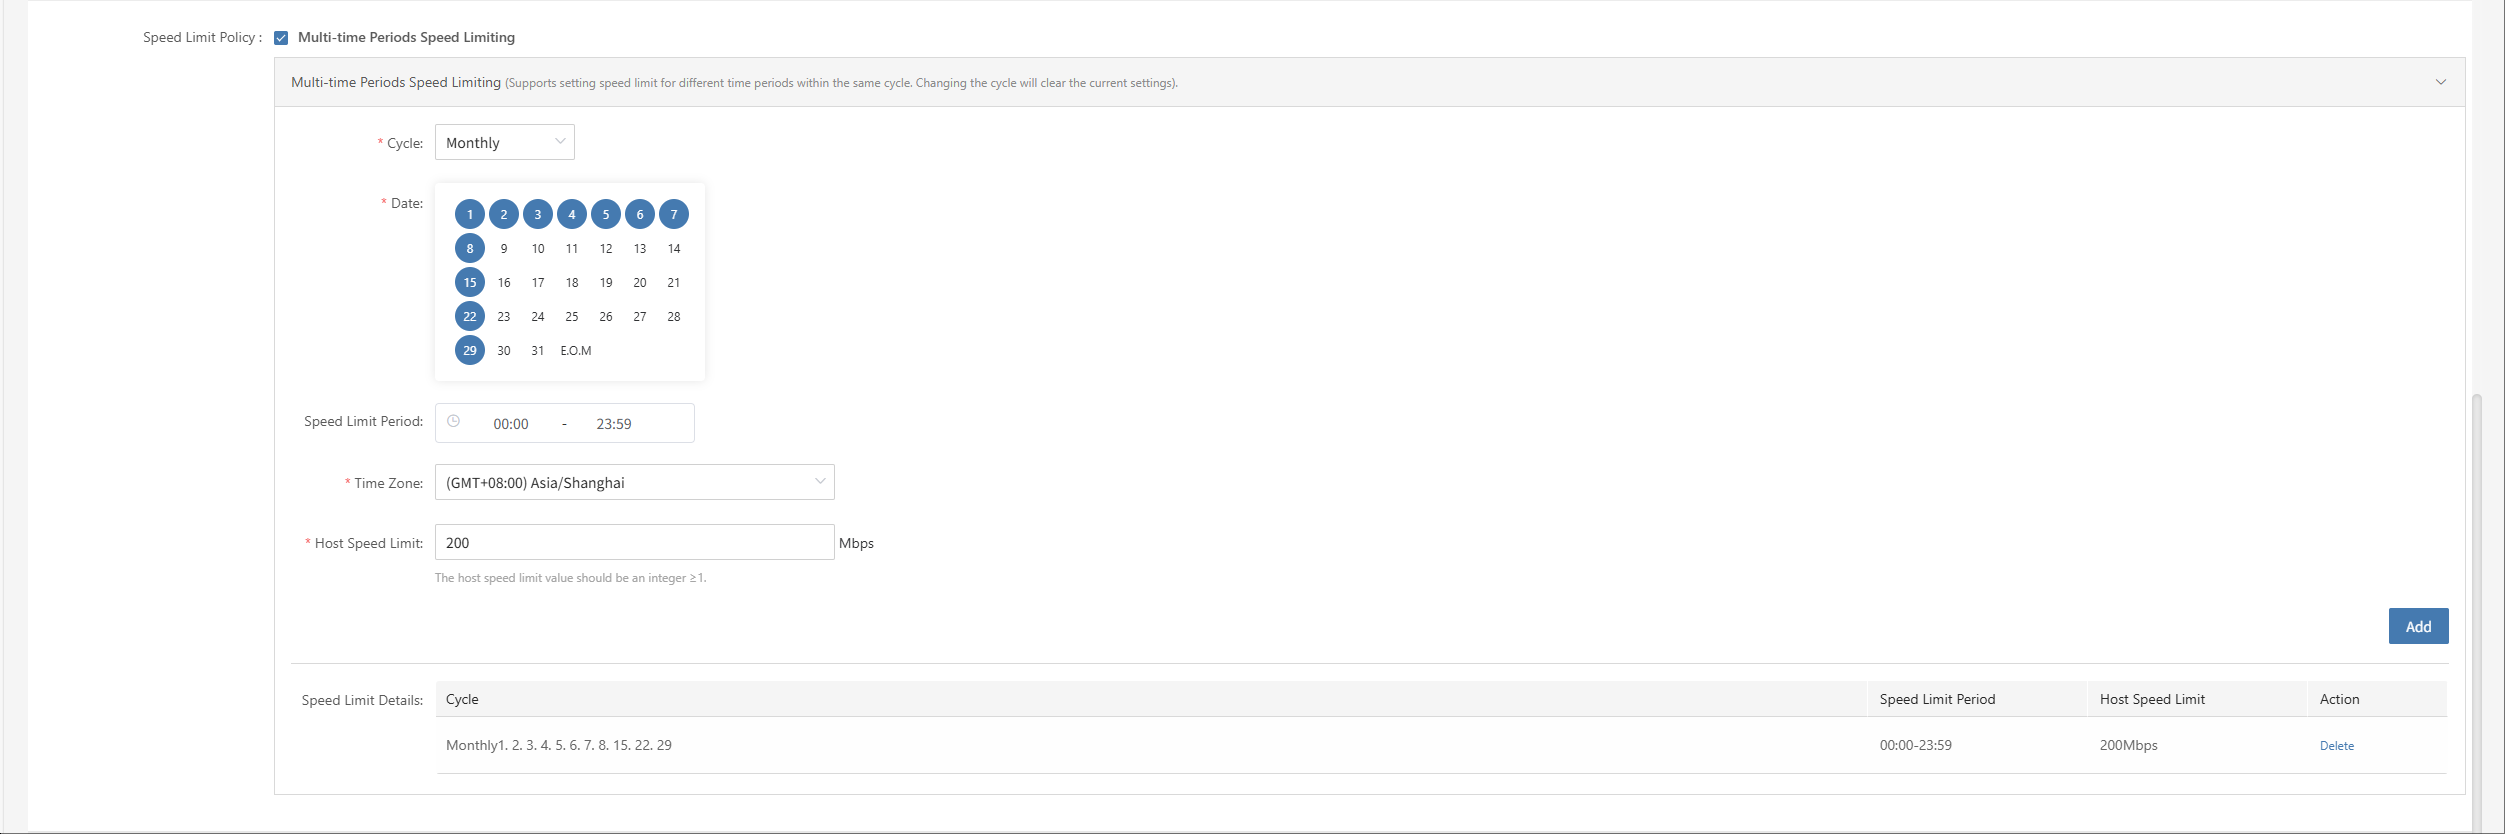 Speed Limit Policy : Multi-time Periods Speed Limiting
Multi-time Periods Speed Limiting (Supports setting speed limit for different time periods within the same cycle. Changing the cycle will clear the current settings).
* Cycle: Monthly
* Date:
1 2 3 4 5 6 7
8 9 10 11 12 13 14
15 16 17 18 19 20 21
22 23 24 25 26 27 28
29 30 31 E.O.M
Speed Limit Period: 00:00 - 23:59
* Time Zone: (GMT+08:00) Asia/Shanghai
* Host Speed Limit: 200 Mbps
The host speed limit value should be an integer ≥1.
Add
Speed Limit Details: Cycle Speed Limit Period Host Speed Limit Action
Monthly1. 2. 3. 4. 5. 6. 7. 8. 15. 22. 29 00:00-23:59 200Mbps Delete